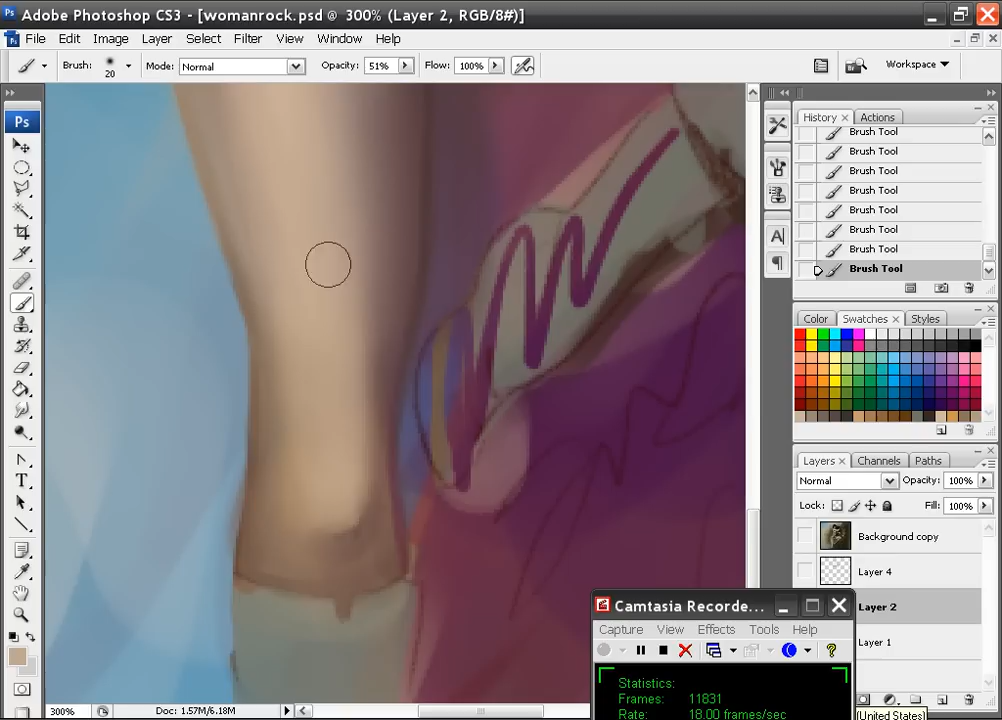 Adobe Photoshop CS3 - [womanrock.psd @ 300% (Layer 2, RGB/8#)]
File Edit Image Layer Select Filter View Window Help
Brush: 20 Mode: Normal Opacity: 51% Flow: 100% Workspace
Ps
History Actions
Brush Tool
Brush Tool
Brush Tool
Brush Tool
Brush Tool
Brush Tool
Brush Tool
Brush Tool
Color Swatches Styles
Layers Channels Paths
Normal Opacity: 100%
Lock: Fill: 100%
Background copy
Layer 4
Layer 2
Layer 1
Camtasia Recorde...
Capture View Effects Tools Help
Statistics:
Frames: 11831
Rate: 18.00 frames/sec
300% Doc: 1.57M/6.18M
(United States)